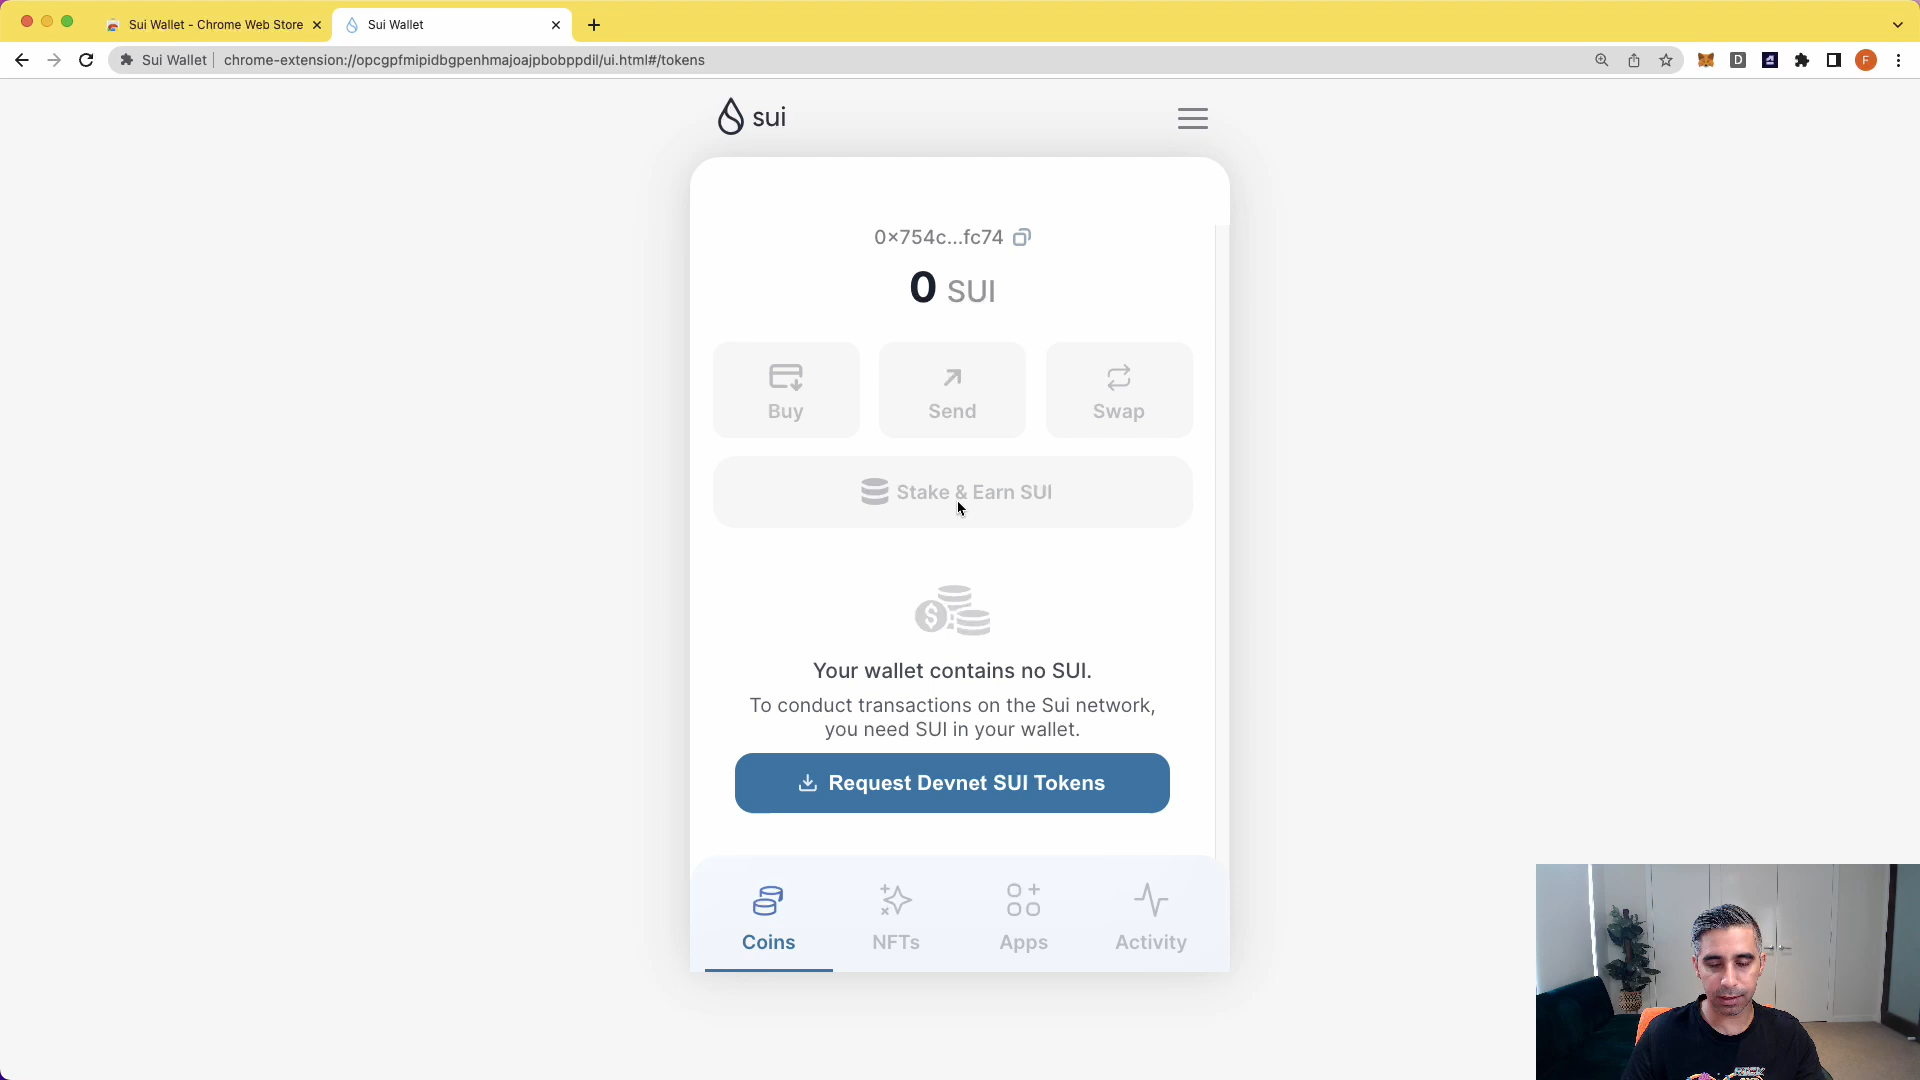 Sui Wallet - Chrome Web Store
Sui Wallet
Sui Wallet
chrome-extension://opcgpfmipidbgpenhmajoajpbobppdil/ui.html#/tokens
D
F
sui
0×754c...fc74
0 SUI
Buy
Send
Swap
Stake & Earn SUI
$
Your wallet contains no SUI.
To conduct transactions on the Sui network,
you need SUI in your wallet.
Request Devnet SUI Tokens
Coins
NFTs
Apps
Activity